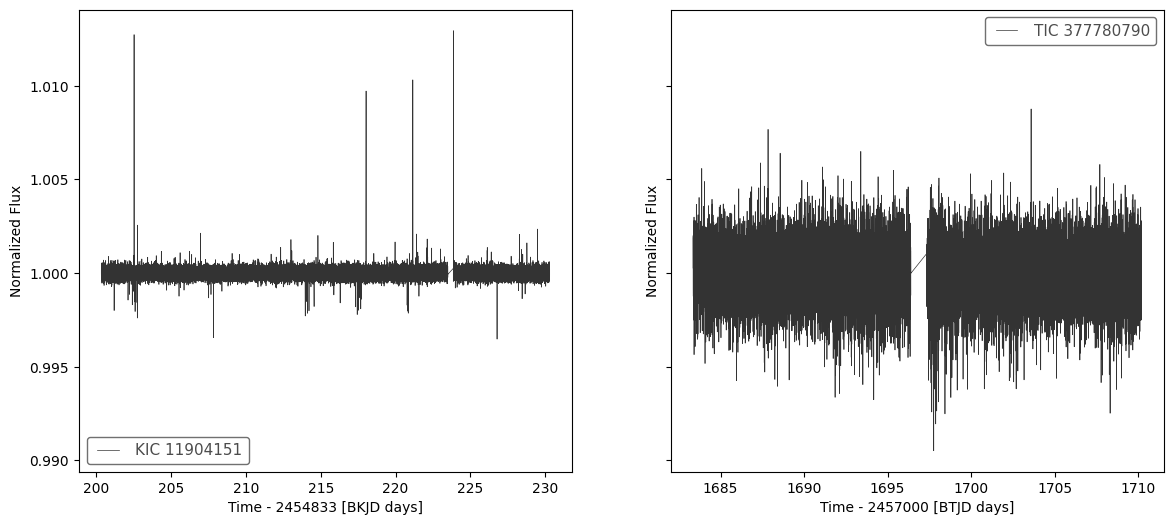 Normalized Flux
1.010
1.005
1.000
0.995
0.990
KIC 11904151
200 205 210 215 220 225 230
Time - 2454833 [BKJD days]
Normalized Flux
TIC 377780790
1685 1690 1695 1700 1705 1710
Time - 2457000 [BTJD days]